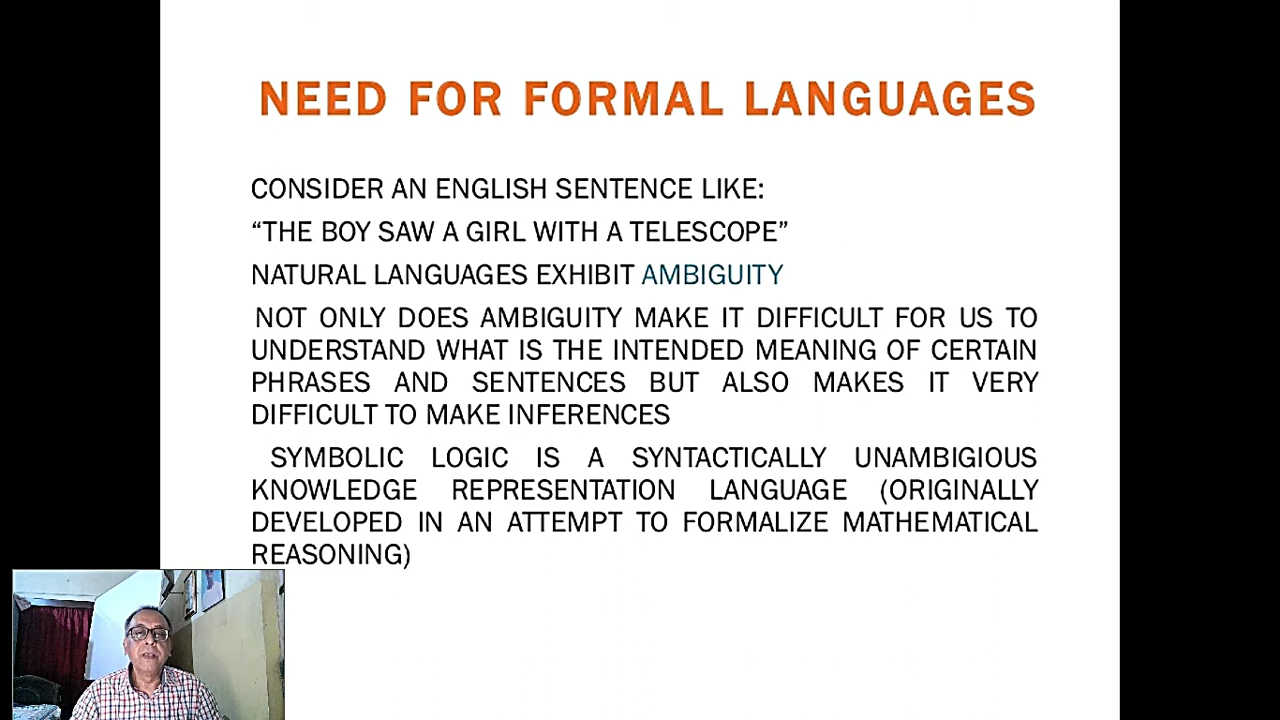 NEED FOR FORMAL LANGUAGES
CONSIDER AN ENGLISH SENTENCE LIKE:
“THE BOY SAW A GIRL WITH A TELESCOPE”
NATURAL LANGUAGES EXHIBIT AMBIGUITY
NOT ONLY DOES AMBIGUITY MAKE IT DIFFICULT FOR US TO
UNDERSTAND WHAT IS THE INTENDED MEANING OF CERTAIN
PHRASES AND SENTENCES BUT ALSO MAKES IT VERY
DIFFICULT TO MAKE INFERENCES
SYMBOLIC LOGIC IS A SYNTACTICALLY UNAMBIGIOUS
KNOWLEDGE REPRESENTATION LANGUAGE (ORIGINALLY
DEVELOPED IN AN ATTEMPT TO FORMALIZE MATHEMATICAL
REASONING)